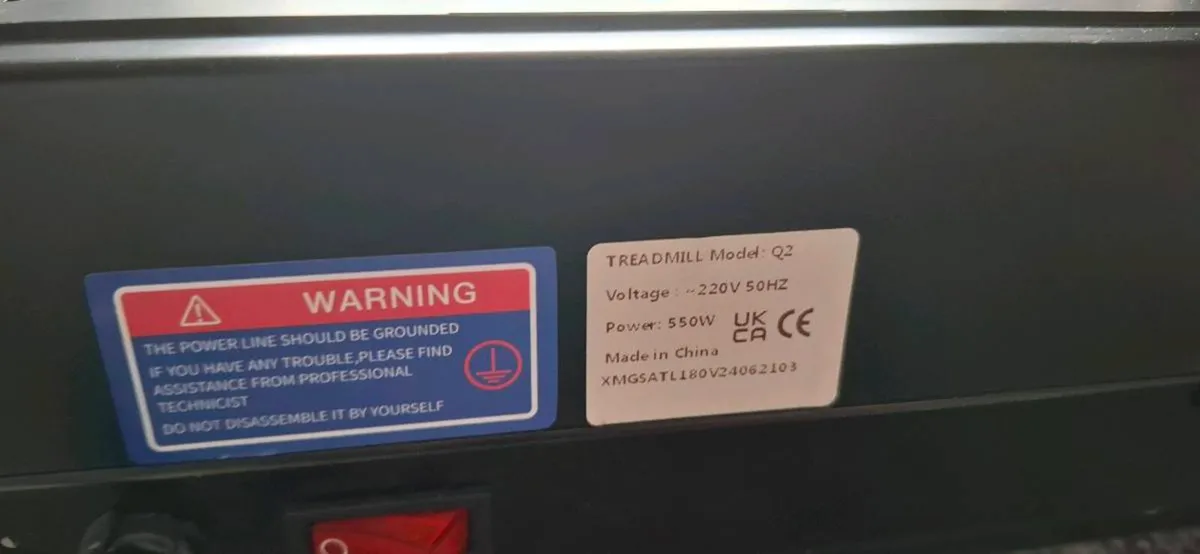 WARNING
THE POWER LINE SHOULD BE GROUNDED
IF YOU HAVE ANY TROUBLE,PLEASE FIND
ASSISTANCE FROM PROFESSIONAL
TECHNICIST
DO NOT DISASSEMBLE IT BY YOURSELF
TREADMILL Model: Q2
Voltage : ~220V 50HZ
Power: 550W
UK
CA CE
Made in China
XMGSATL180V24062103